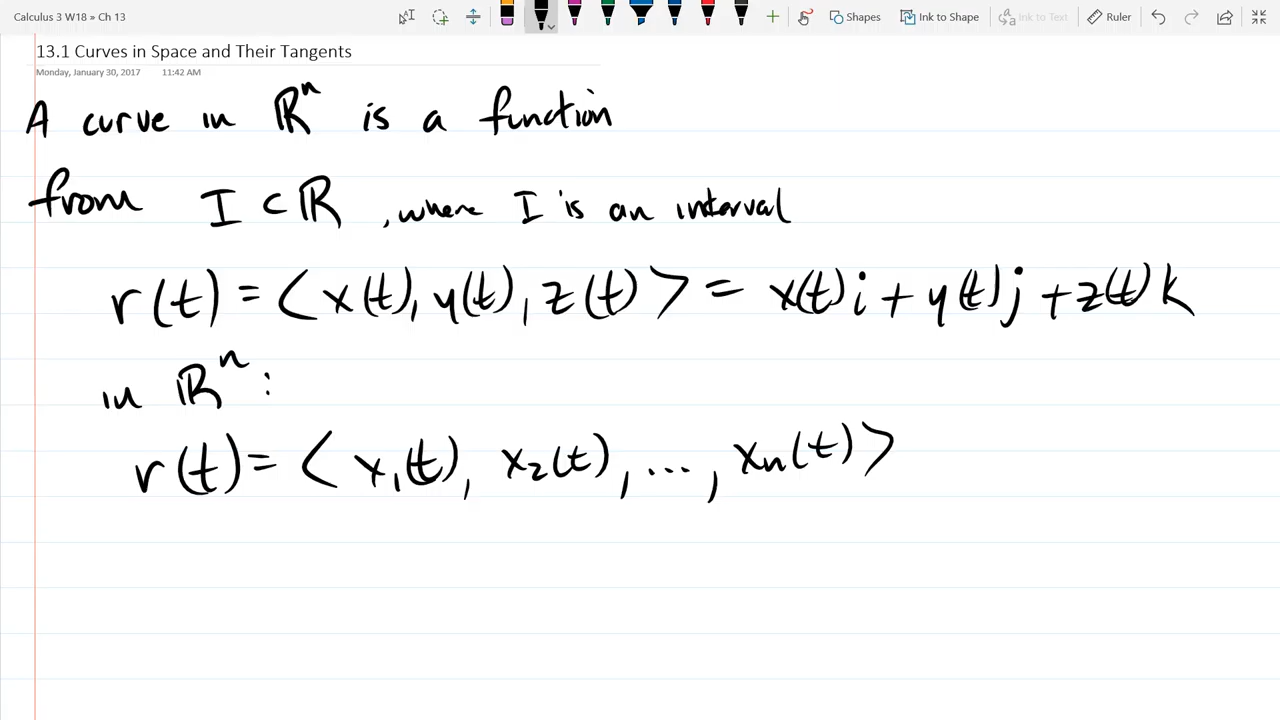 Calculus 3 W18 » Ch 13
Shapes Ink to Shape Ink to Text Ruler
13.1 Curves in Space and Their Tangents
Monday, January 30, 2017 11:42 AM
A curve in ℝⁿ is a function
from I ⊂ ℝ, where I is an interval
r(t) = ⟨x(t), y(t), z(t)⟩ = x(t)i + y(t)j + z(t)k
in ℝⁿ:
r(t) = ⟨x₁(t), x₂(t), ..., xₙ(t)⟩